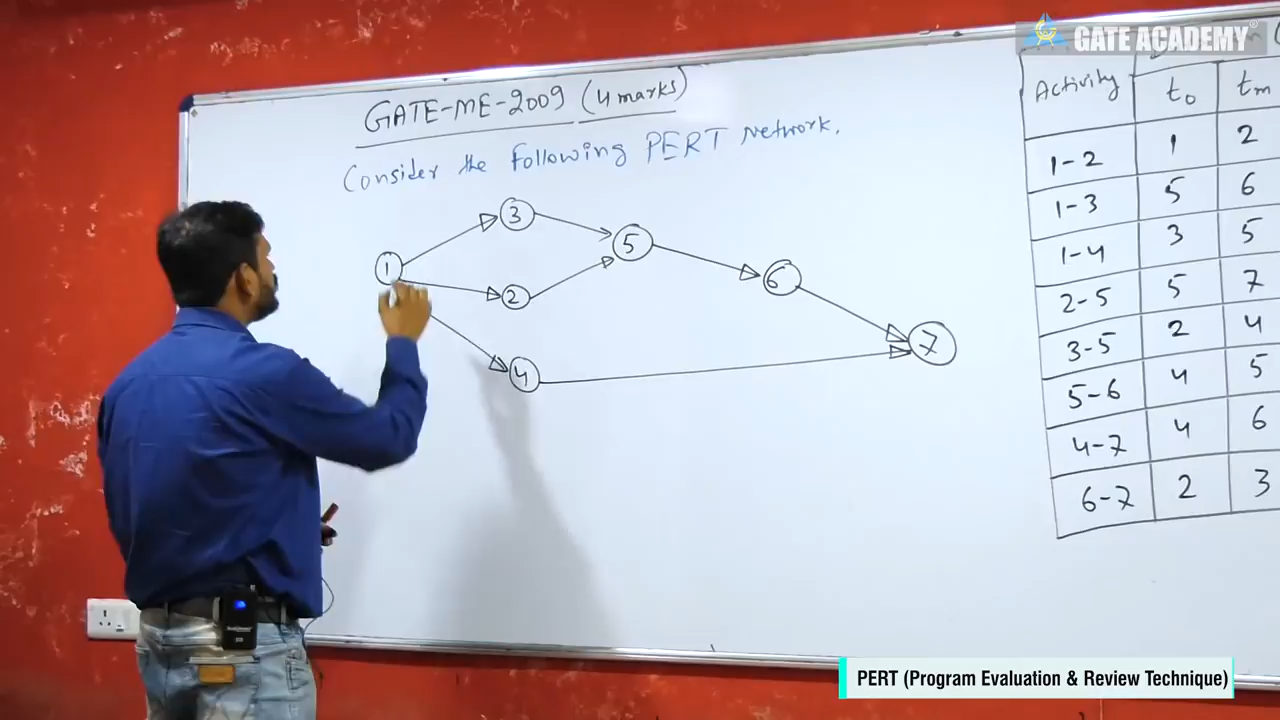 GATE ACADEMY®
GATE-ME-2009 (4 marks)
Consider the Following PERT Network.
1
3
2
4
5
6
7
Activity to tm
1-2 1 2
1-3 5 6
1-4 3 5
2-5 5 7
3-5 2 4
5-6 4 5
4-7 4 6
6-7 2 3
PERT (Program Evaluation & Review Technique)